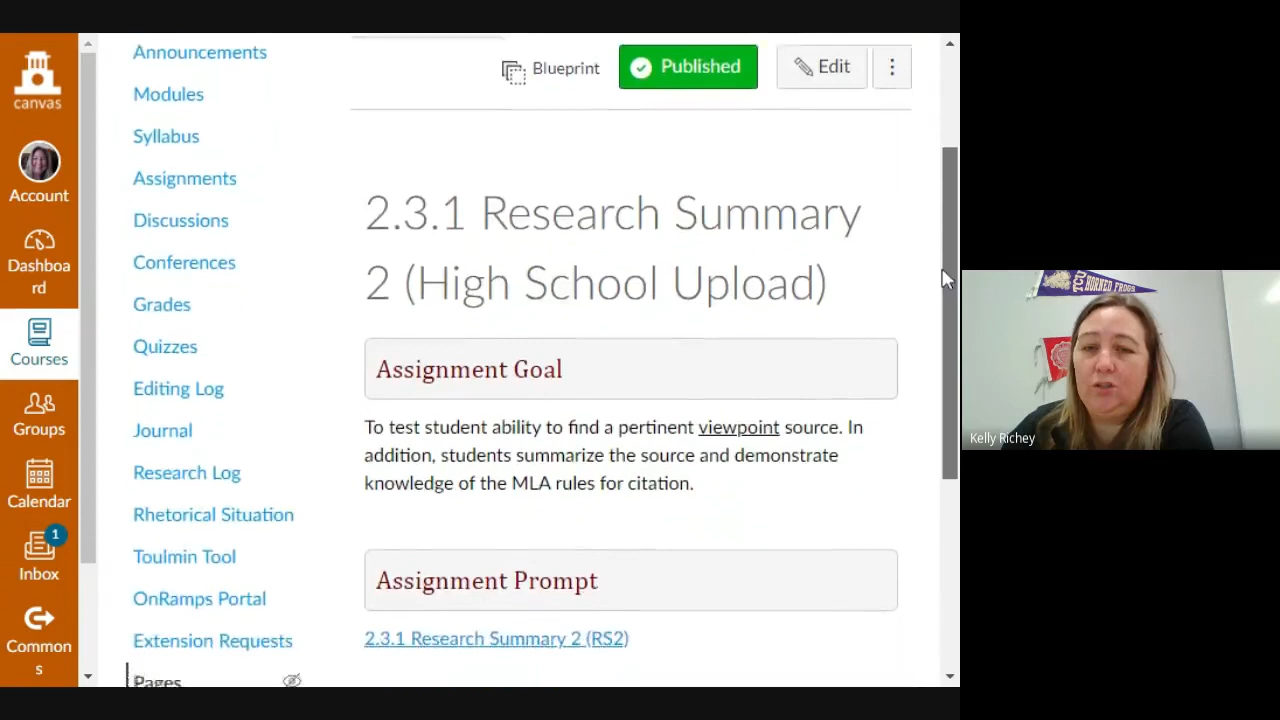 canvas
Account
Dashboa
rd
Courses
Groups
Calendar
1
Inbox
Common
s
Announcements
Modules
Syllabus
Assignments
Discussions
Conferences
Grades
Quizzes
Editing Log
Journal
Research Log
Rhetorical Situation
Toulmin Tool
OnRamps Portal
Extension Requests
Pages
Blueprint
Published
Edit
2.3.1 Research Summary
2 (High School Upload)
Assignment Goal
To test student ability to find a pertinent viewpoint source. In
addition, students summarize the source and demonstrate
knowledge of the MLA rules for citation.
Assignment Prompt
2.3.1 Research Summary 2 (RS2)
TCU HORNED FROGS
Kelly Richey